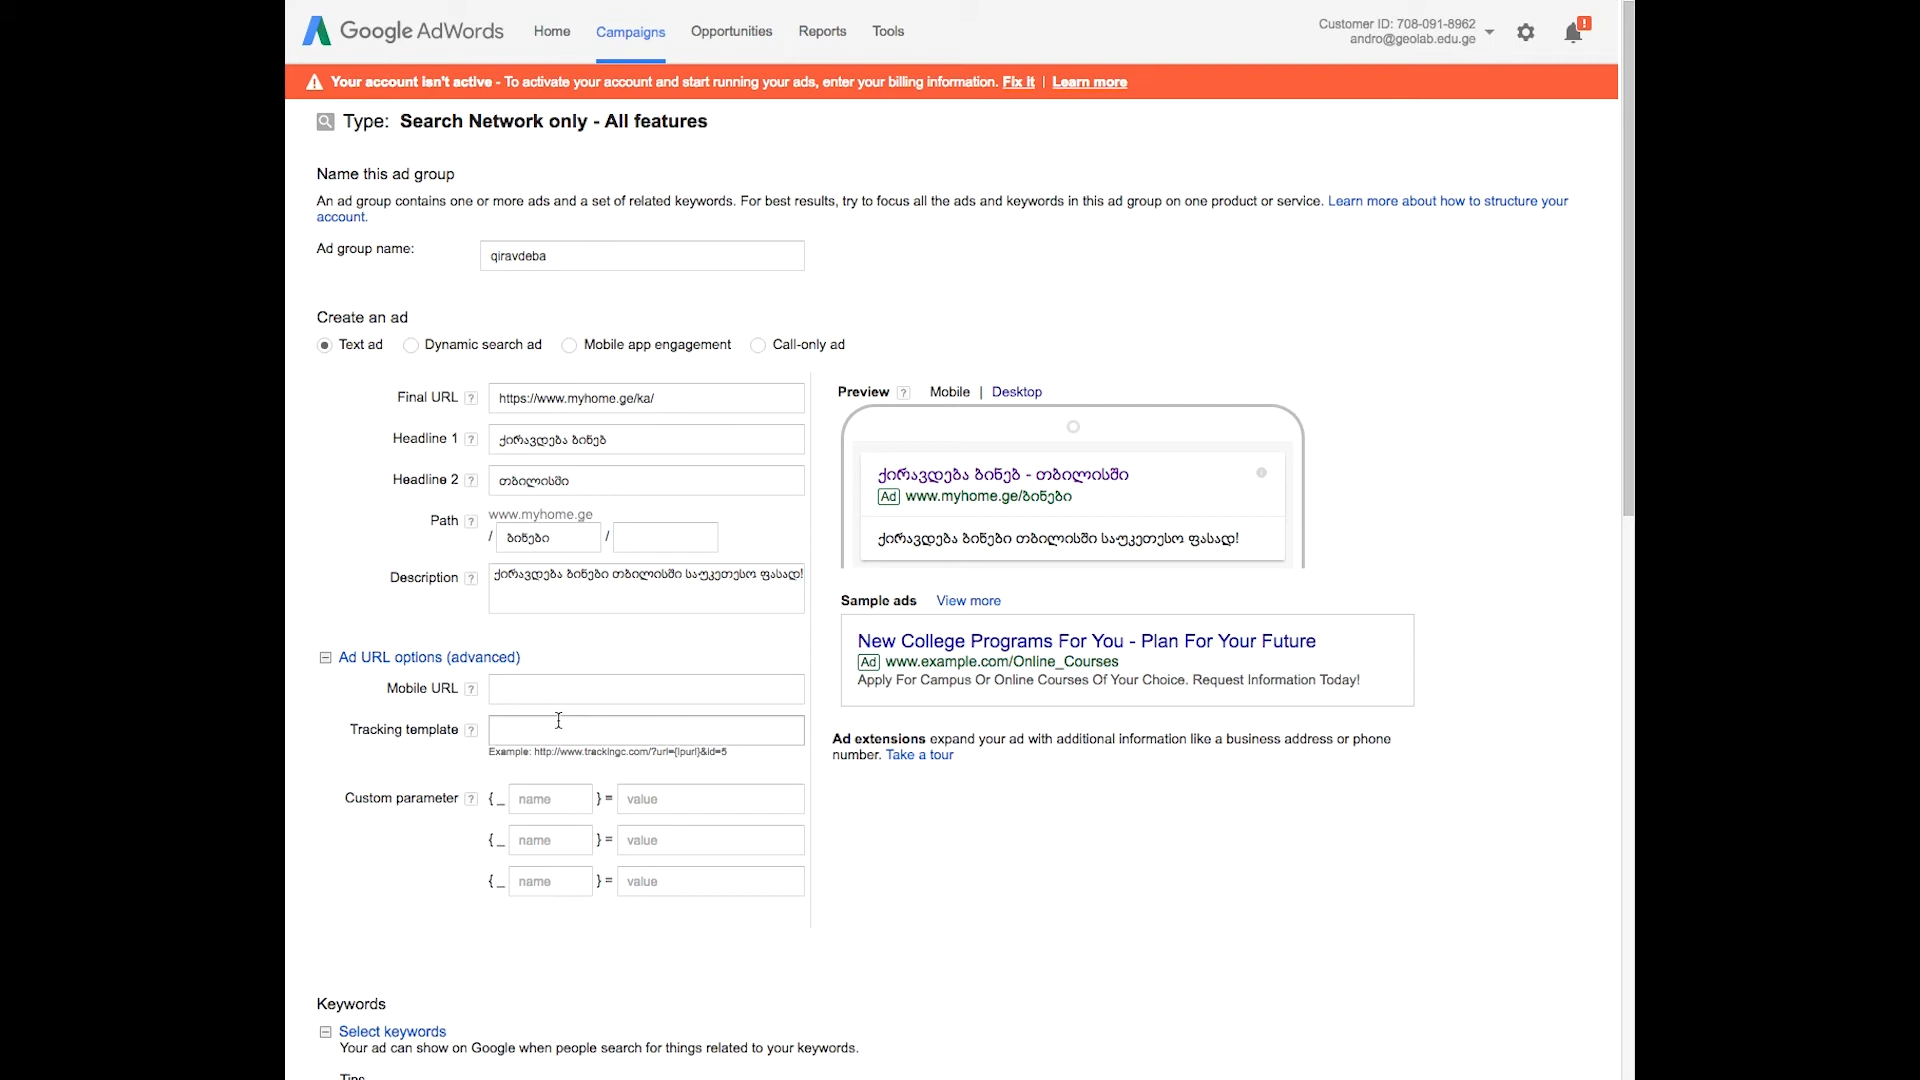 Google AdWords Home Campaigns Opportunities Reports Tools
Customer ID: 708-091-8962
andro@geolab.edu.ge
Your account isn't active - To activate your account and start running your ads, enter your billing information. Fix it | Learn more
Type: Search Network only - All features
Name this ad group
An ad group contains one or more ads and a set of related keywords. For best results, try to focus all the ads and keywords in this ad group on one product or service. Learn more about how to structure your
account.
Ad group name: qiravdeba
Create an ad
Text ad Dynamic search ad Mobile app engagement Call-only ad
Final URL ? https://www.myhome.ge/ka/
Headline 1 ? ქირავდება ბინებ
Headline 2 ? თბილისში
Path ? www.myhome.ge
/ ბინები /
Description ? ქირავდება ბინები თბილისში საუკეთესო ფასად!
Ad URL options (advanced)
Mobile URL ?
Tracking template ?
Example: http://www.trackingc.com/?url={lpurl}&id=5
Custom parameter ? {_ name } = value
{_ name } = value
{_ name } = value
Preview ? Mobile | Desktop
ქირავდება ბინებ - თბილისში
Ad www.myhome.ge/ბინები
ქირავდება ბინები თბილისში საუკეთესო ფასად!
Sample ads View more
New College Programs For You - Plan For Your Future
Ad www.example.com/Online_Courses
Apply For Campus Or Online Courses Of Your Choice. Request Information Today!
Ad extensions expand your ad with additional information like a business address or phone
number. Take a tour
Keywords
Select keywords
Your ad can show on Google when people search for things related to your keywords.
Tips